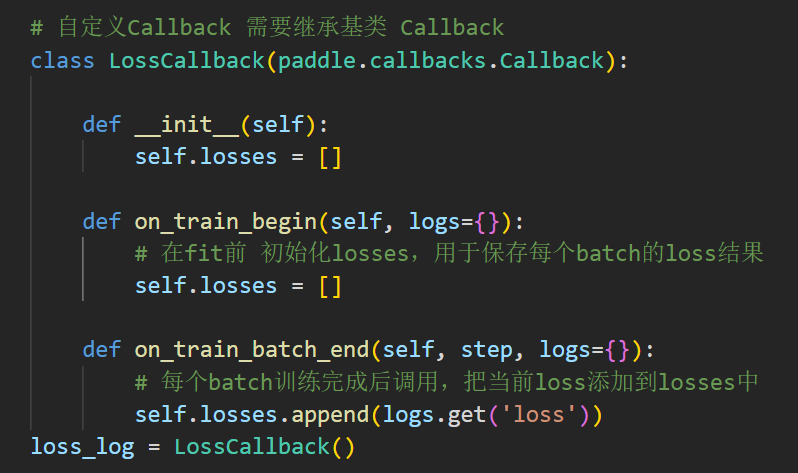 # 自定义Callback 需要继承基类 Callback
class LossCallback(paddle.callbacks.Callback):
def __init__(self):
self.losses = []
def on_train_begin(self, logs={}):
# 在fit前 初始化losses，用于保存每个batch的loss结果
self.losses = []
def on_train_batch_end(self, step, logs={}):
# 每个batch训练完成后调用，把当前loss添加到losses中
self.losses.append(logs.get('loss'))
loss_log = LossCallback()